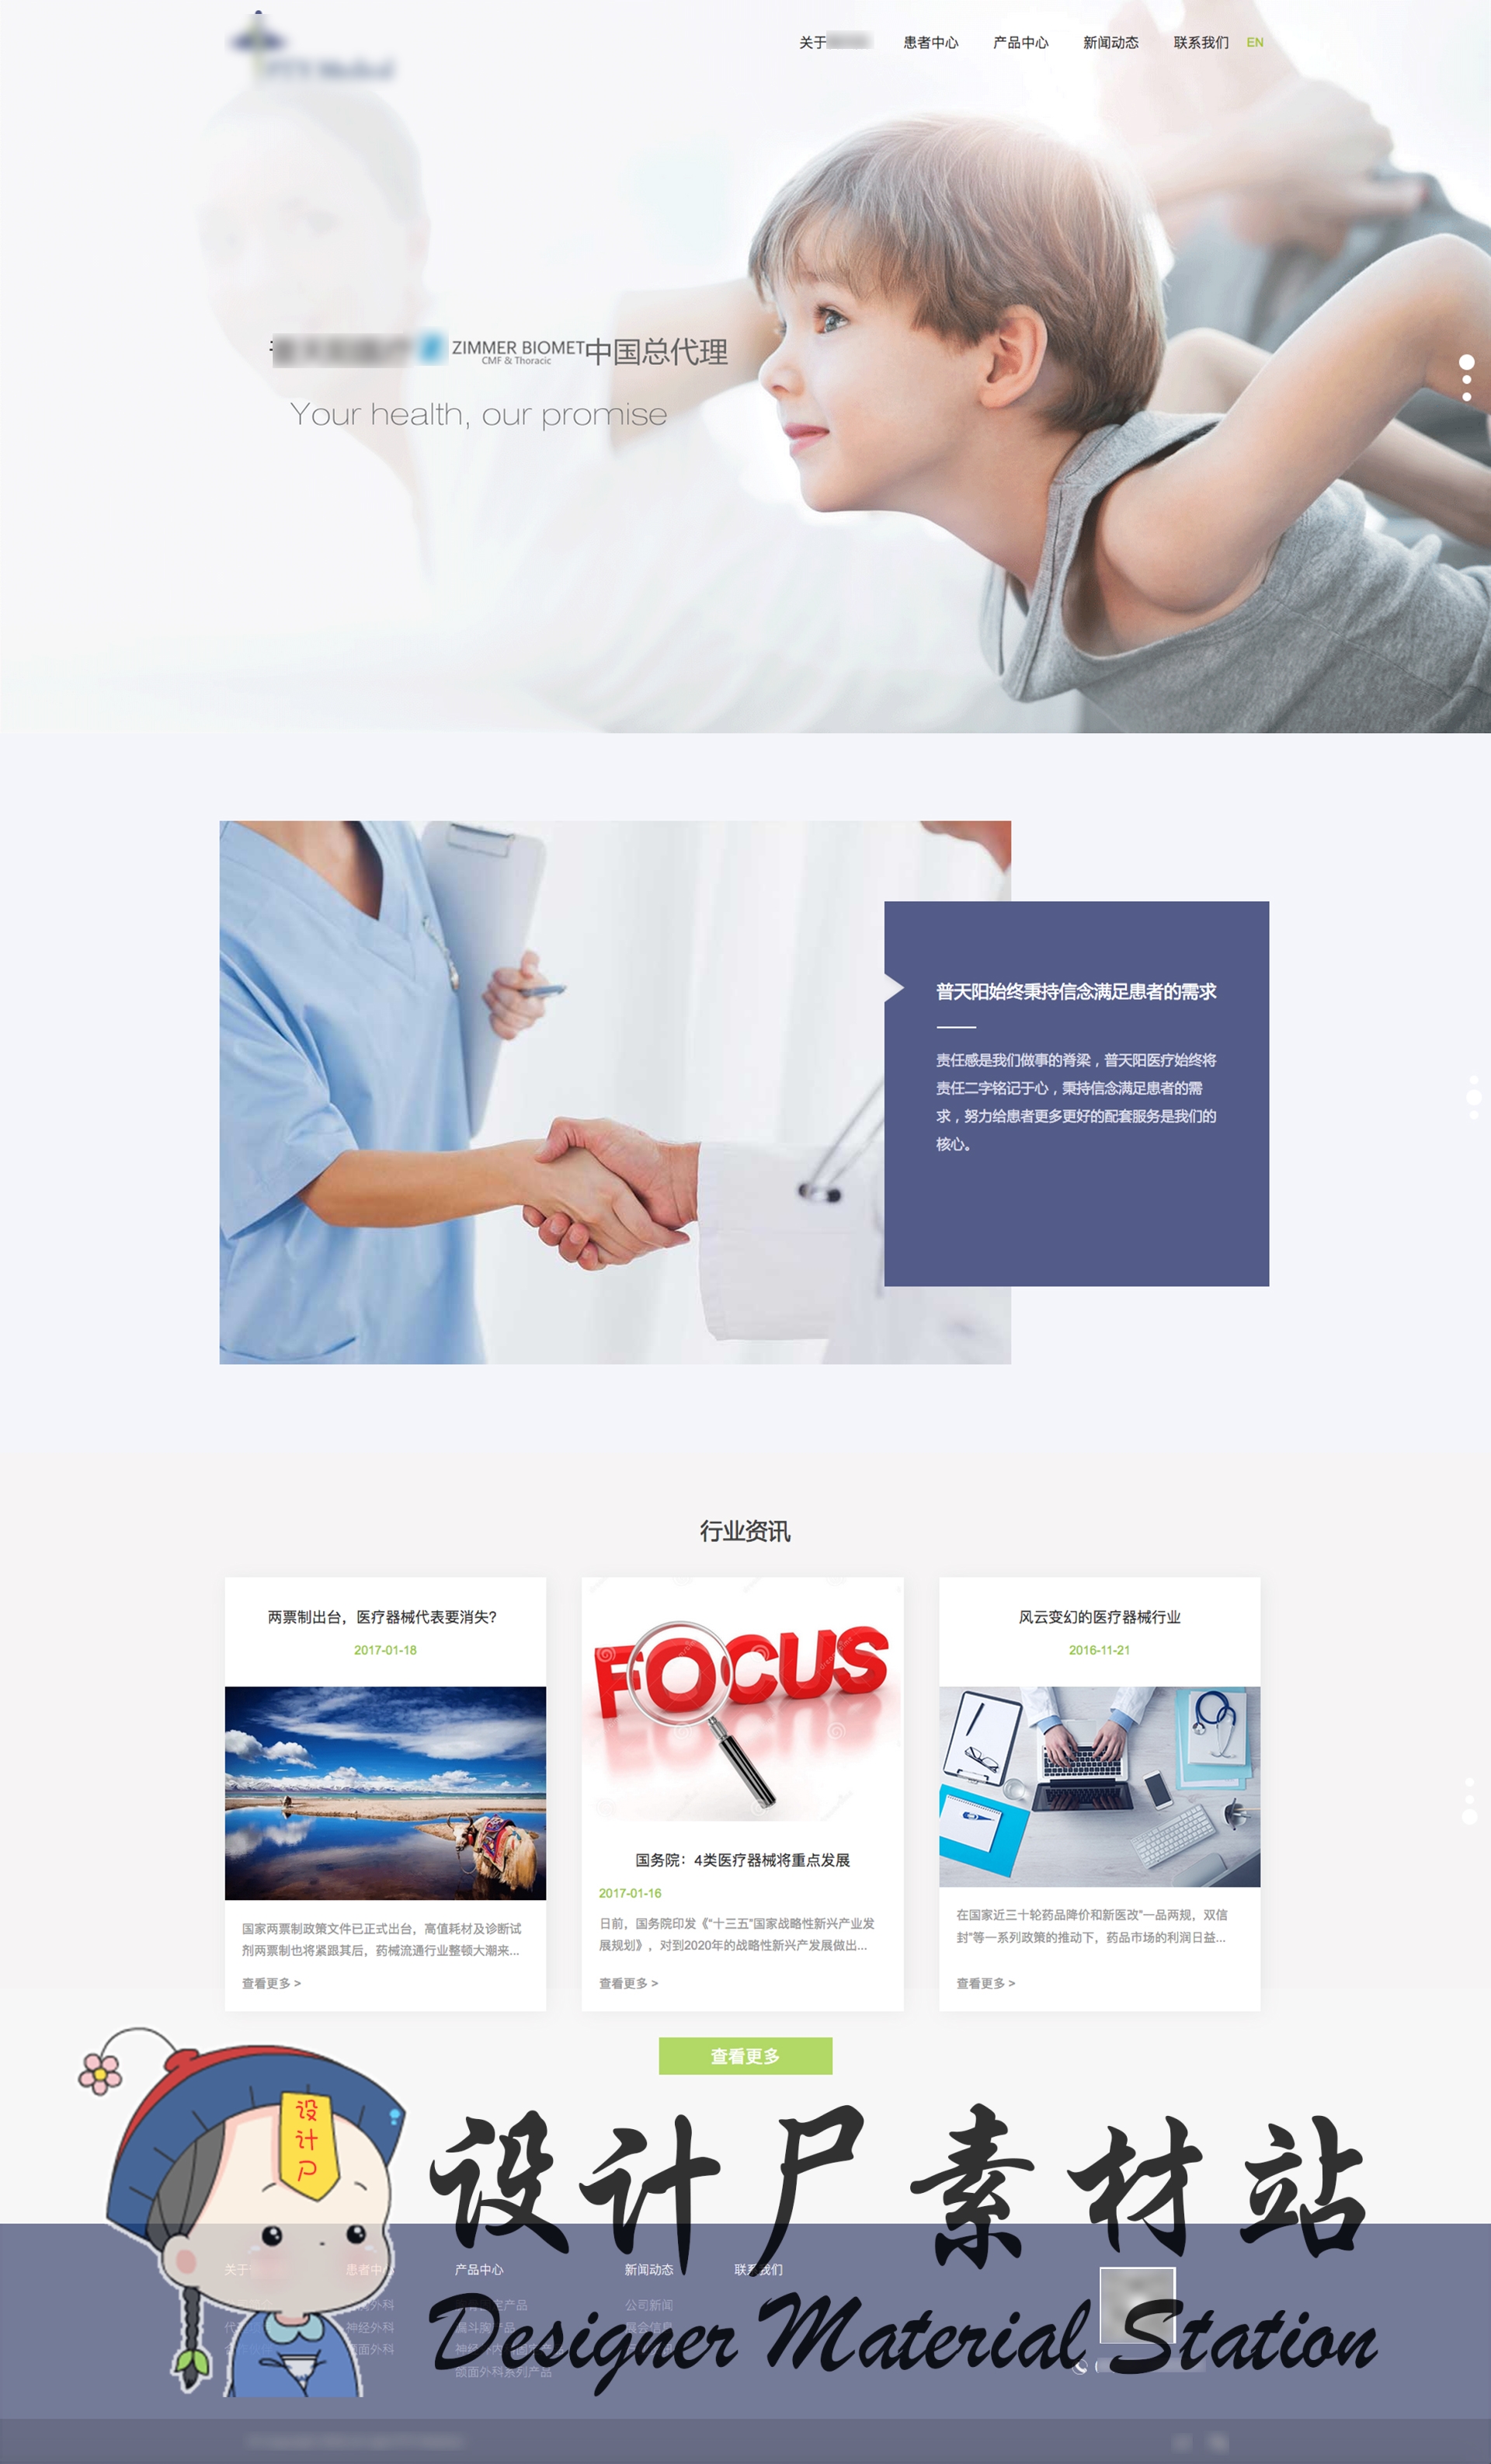 关于
患者中心
产品中心
新闻动态
联系我们
EN
ZIMMER BIOMET
CMF & Thoracic
中国总代理
Your health, our promise
普天阳始终秉持信念满足患者的需求
责任感是我们做事的脊梁，普天阳医疗始终将
责任二字铭记于心，秉持信念满足患者的需
求，努力给患者更多更好的配套服务是我们的
核心。
行业资讯
两票制出台，医疗器械代表要消失？
2017-01-18
国家两票制政策文件已正式出台，高值耗材及诊断试
剂两票制也将紧跟其后，药械流通行业整顿大潮来...
查看更多 >
FOCUS
国务院：4类医疗器械将重点发展
2017-01-16
日前，国务院印发《“十三五”国家战略性新兴产业发
展规划》，对到2020年的战略性新兴产发展做出...
查看更多 >
风云变幻的医疗器械行业
2016-11-21
在国家近三十轮药品降价和新医改“一品两规，双信
封”等一系列政策的推动下，药品市场的利润日益...
查看更多 >
查看更多
设计尸
设计尸素材站
Designer Material Station
关于
患者中
产品中心
新闻动态
联系我们
外科
神经外科
面外科
定产品
漏斗胸产品
神经
颌面外科系列产品
公司新闻
展会信息